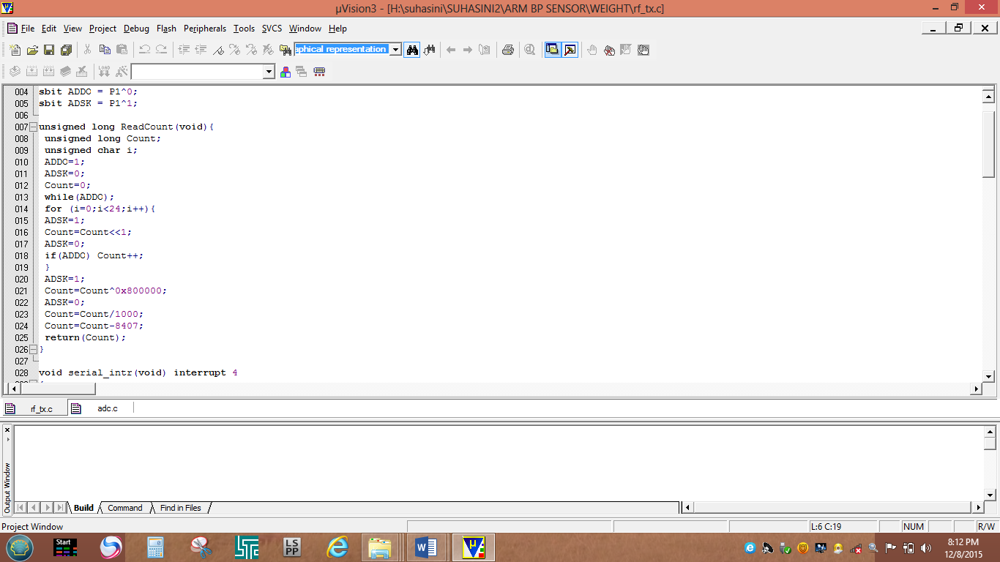 µVision3 - [H:\suhasini\SUHASINI2\ARM BP SENSOR\WEIGHT\rf_tx.c]
File Edit View Project Debug Flash Peripherals Tools SVCS Window Help
aphical representation
LOAD
004 sbit ADDO = P1^0;
005 sbit ADSK = P1^1;
006
007 unsigned long ReadCount(void){
008 unsigned long Count;
009 unsigned char i;
010 ADDO=1;
011 ADSK=0;
012 Count=0;
013 while(ADDO);
014 for (i=0;i<24;i++){
015 ADSK=1;
016 Count=Count<<1;
017 ADSK=0;
018 if(ADDO) Count++;
019 }
020 ADSK=1;
021 Count=Count^0x800000;
022 ADSK=0;
023 Count=Count/1000;
024 Count=Count-8407;
025 return(Count);
026 }
027
028 void serial_intr(void) interrupt 4
rf_tx.c adc.c
Output Window
Build Command Find in Files
Project Window L:6 C:19 NUM R/W
Start
LS
PP
8:12 PM
12/8/2015